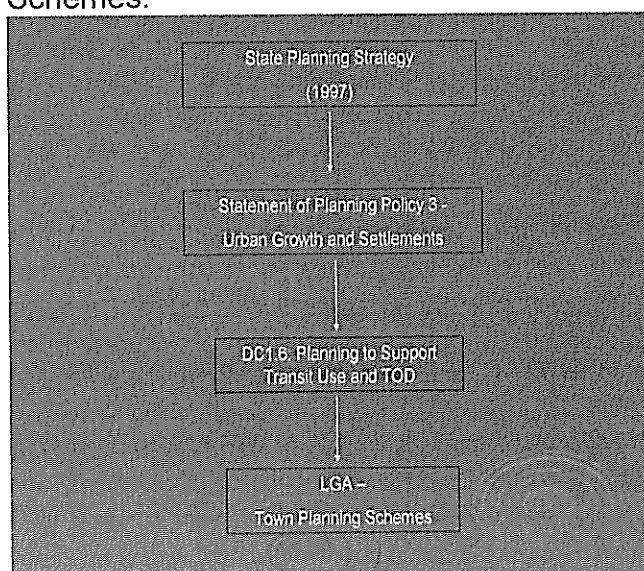 Schemes.
State Planning Strategy
(1997)
Statement of Planning Policy 3 -
Urban Growth and Settlements
DC1.6. Planning to Support
Transit Use and TOD
LGA –
Town Planning Schemes